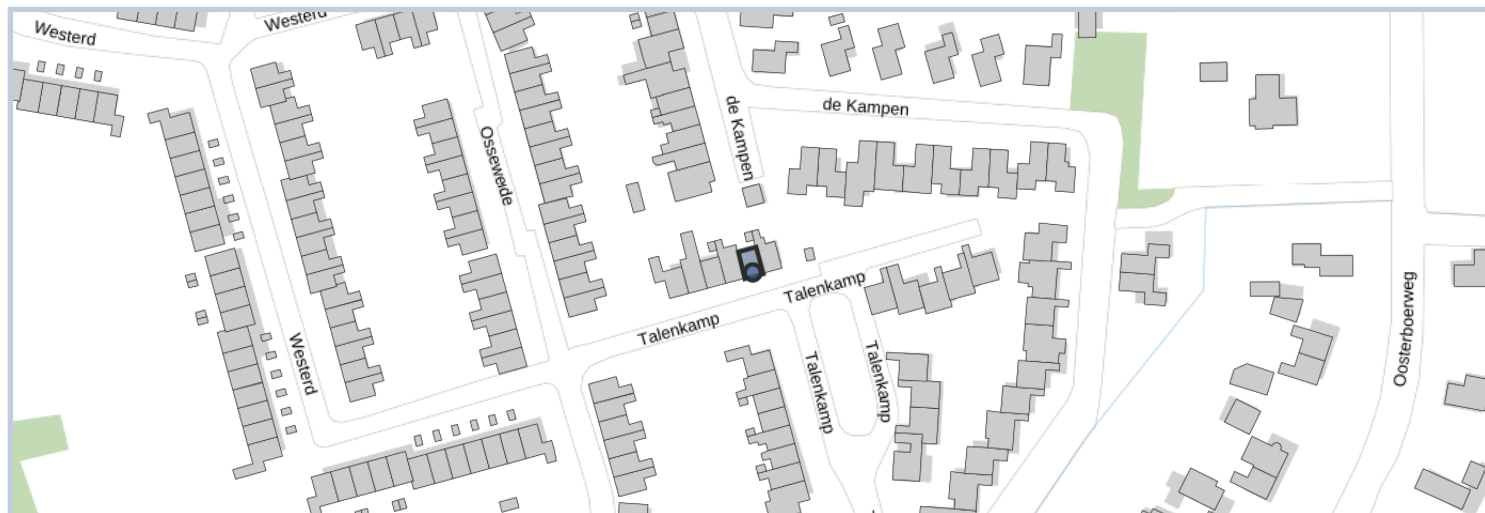 Westerd
Westerd
de Kampen
de Kampen
Osseweide
Talenkamp
Talenkamp
Oosterboerweg
Westerd
Talenkamp
Talenkamp